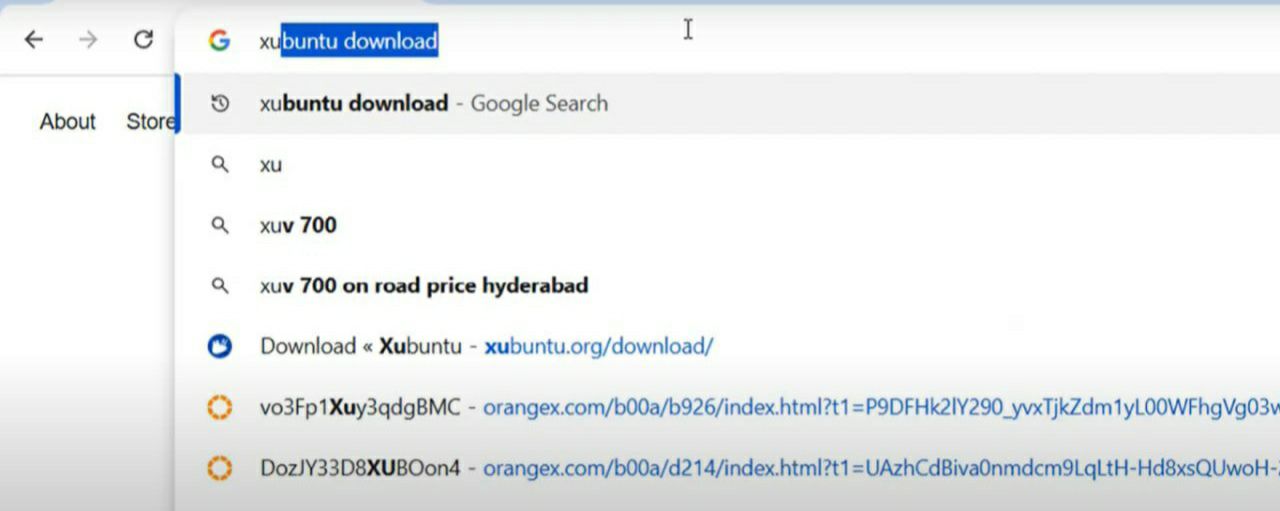 xubuntu download
xubuntu download - Google Search
About Store
xu
xuv 700
xuv 700 on road price hyderabad
Download « Xubuntu - xubuntu.org/download/
vo3Fp1Xuy3qdgBMC - orangex.com/b00a/b926/index.html?t1=P9DFHk2lY290_yvxTjkZdm1yL00WFhgVg03w
DozJY33D8XUBOon4 - orangex.com/b00a/d214/index.html?t1=UAzhCdBiva0nmdcm9LqLtH-Hd8xsQUwoH-